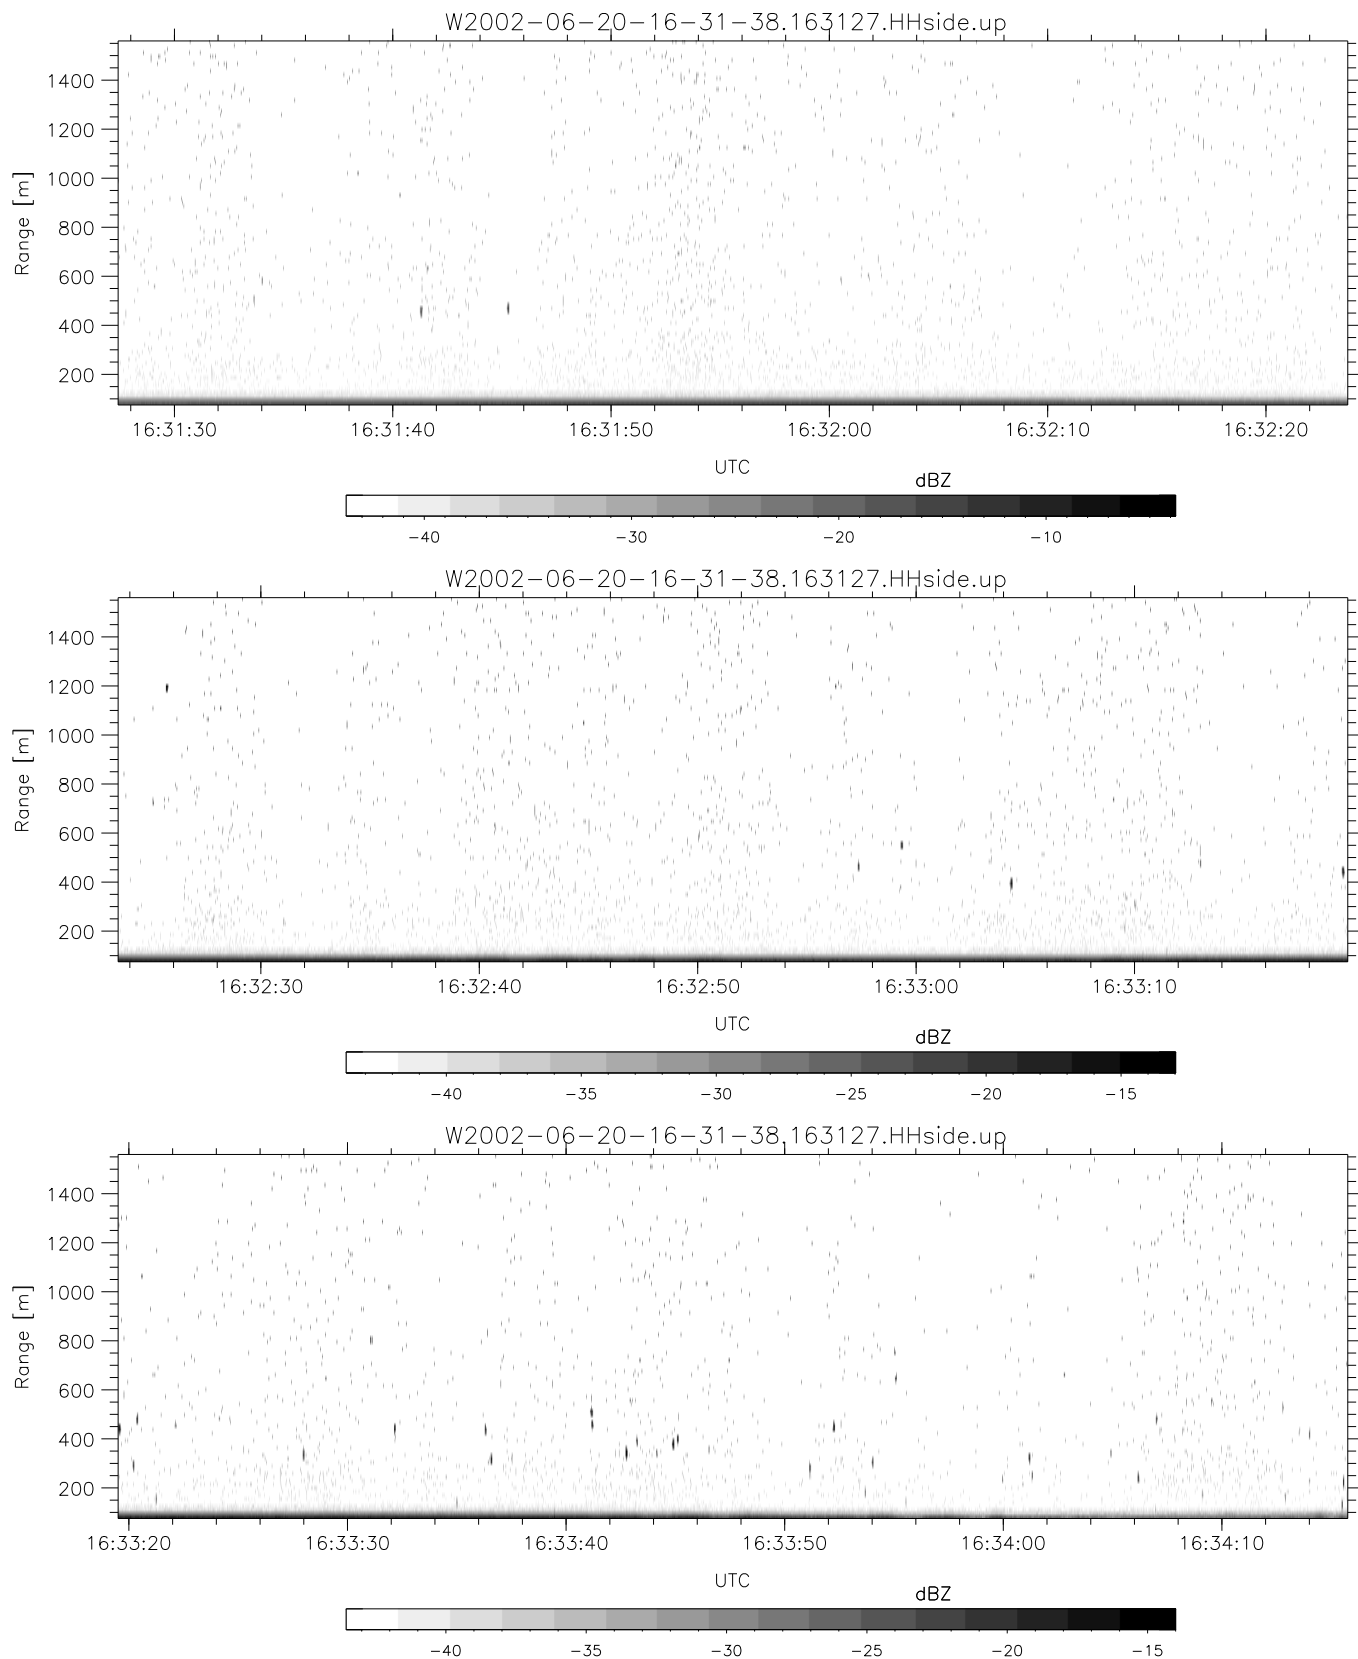 W2002-06-20-16-31-38.163127.HHside.up
1400
1200
1000
800
600
400
200
Range [m]
16:31:30 16:31:40 16:31:50 16:32:00 16:32:10 16:32:20
UTC
dBZ
-40 -30 -20 -10
W2002-06-20-16-31-38.163127.HHside.up
1400
1200
1000
800
600
400
200
Range [m]
16:32:30 16:32:40 16:32:50 16:33:00 16:33:10
UTC
dBZ
-40 -35 -30 -25 -20 -15
W2002-06-20-16-31-38.163127.HHside.up
1400
1200
1000
800
600
400
200
Range [m]
16:33:20 16:33:30 16:33:40 16:33:50 16:34:00 16:34:10
UTC
dBZ
-40 -35 -30 -25 -20 -15